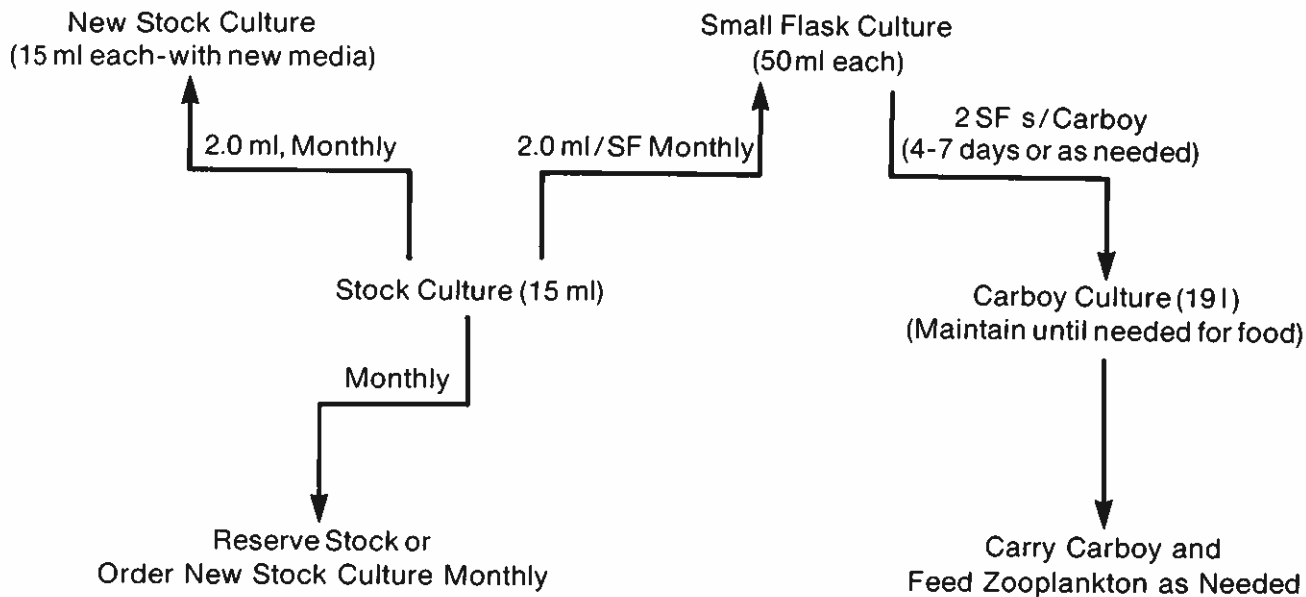 New Stock Culture
(15 ml each-with new media)
Small Flask Culture
(50ml each)
2.0 ml, Monthly
2.0 ml/SF Monthly
2 SF s/Carboy
(4-7 days or as needed)
Stock Culture (15 ml)
Carboy Culture (19 l)
(Maintain until needed for food)
Monthly
Reserve Stock or
Order New Stock Culture Monthly
Carry Carboy and
Feed Zooplankton as Needed